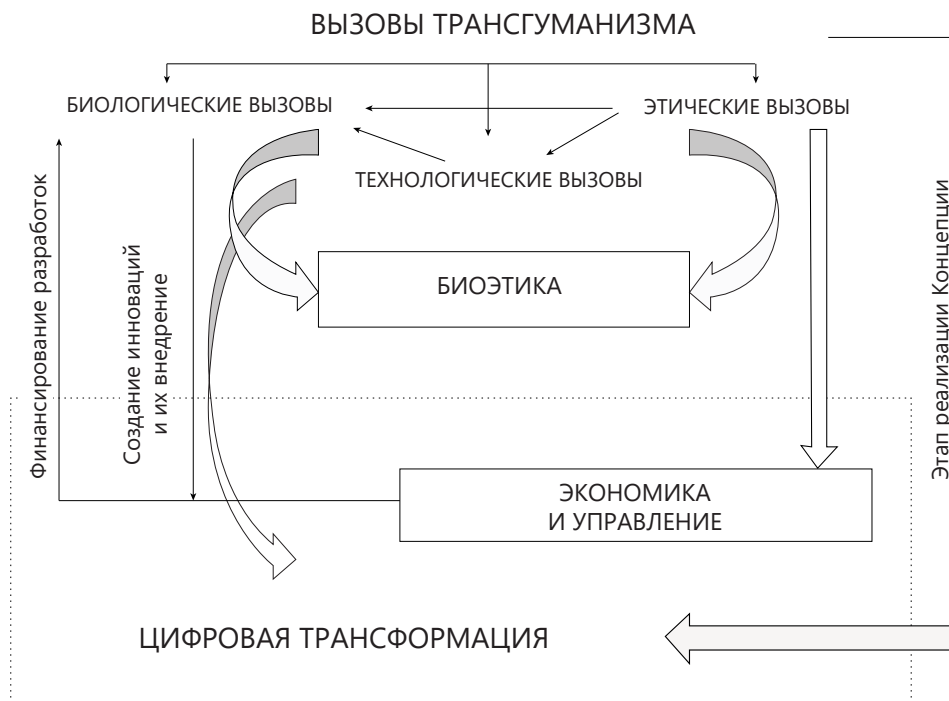 ВЫЗОВЫ ТРАНСГУМАНИЗМА
БИОЛОГИЧЕСКИЕ ВЫЗОВЫ
ЭТИЧЕСКИЕ ВЫЗОВЫ
ТЕХНОЛОГИЧЕСКИЕ ВЫЗОВЫ
Финансирование разработок
Создание инноваций
и их внедрение
БИОЭТИКА
Этап реализации Концепции
ЭКОНОМИКА
И УПРАВЛЕНИЕ
ЦИФРОВАЯ ТРАНСФОРМАЦИЯ